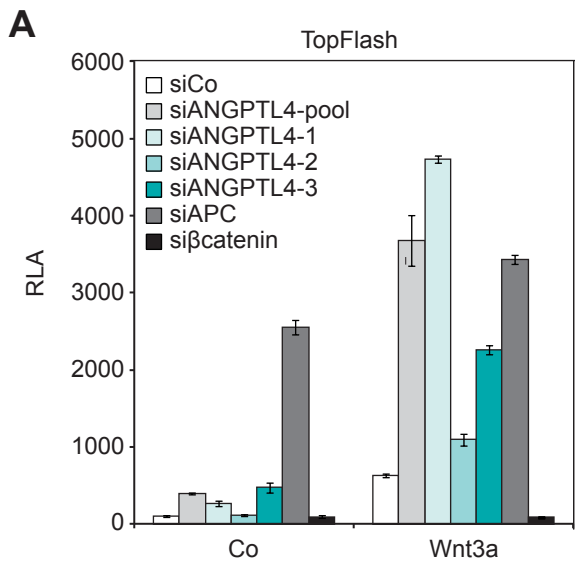 A
TopFlash
6000
5000
4000
3000
2000
1000
0
RLA
siCo
siANGPTL4-pool
siANGPTL4-1
siANGPTL4-2
siANGPTL4-3
siAPC
siβcatenin
Co
Wnt3a